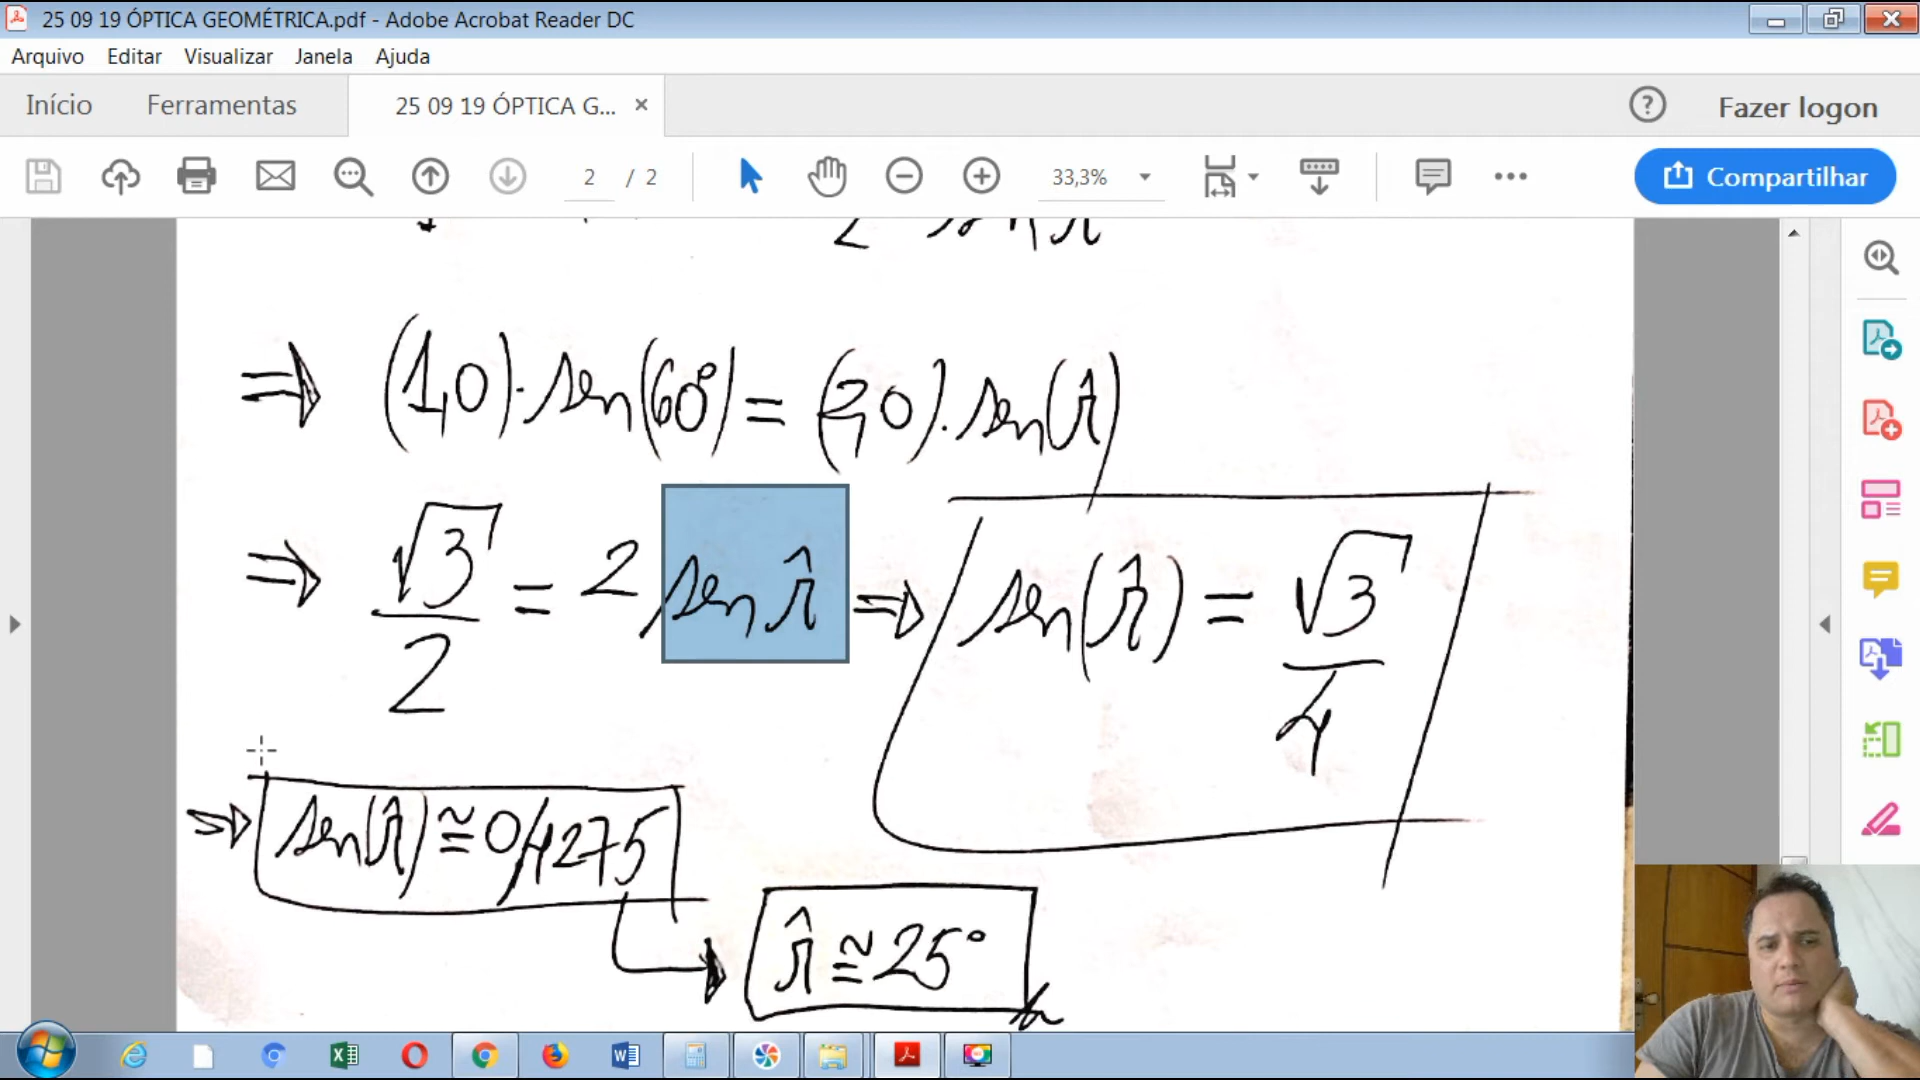 25 09 19 ÓPTICA GEOMÉTRICA.pdf - Adobe Acrobat Reader DC
Arquivo Editar Visualizar Janela Ajuda
Início Ferramentas 25 09 19 ÓPTICA G... × ? Fazer logon
2 / 2 33,3% Compartilhar
⇒ (1,0)·sen(60°) = (2,0)·sen(r̂)
⇒ √3/2 = 2 sen r̂ ⇒ sen(r̂) = √3/4
⇒ sen(r̂) ≅ 0,4275
r̂ ≅ 25°